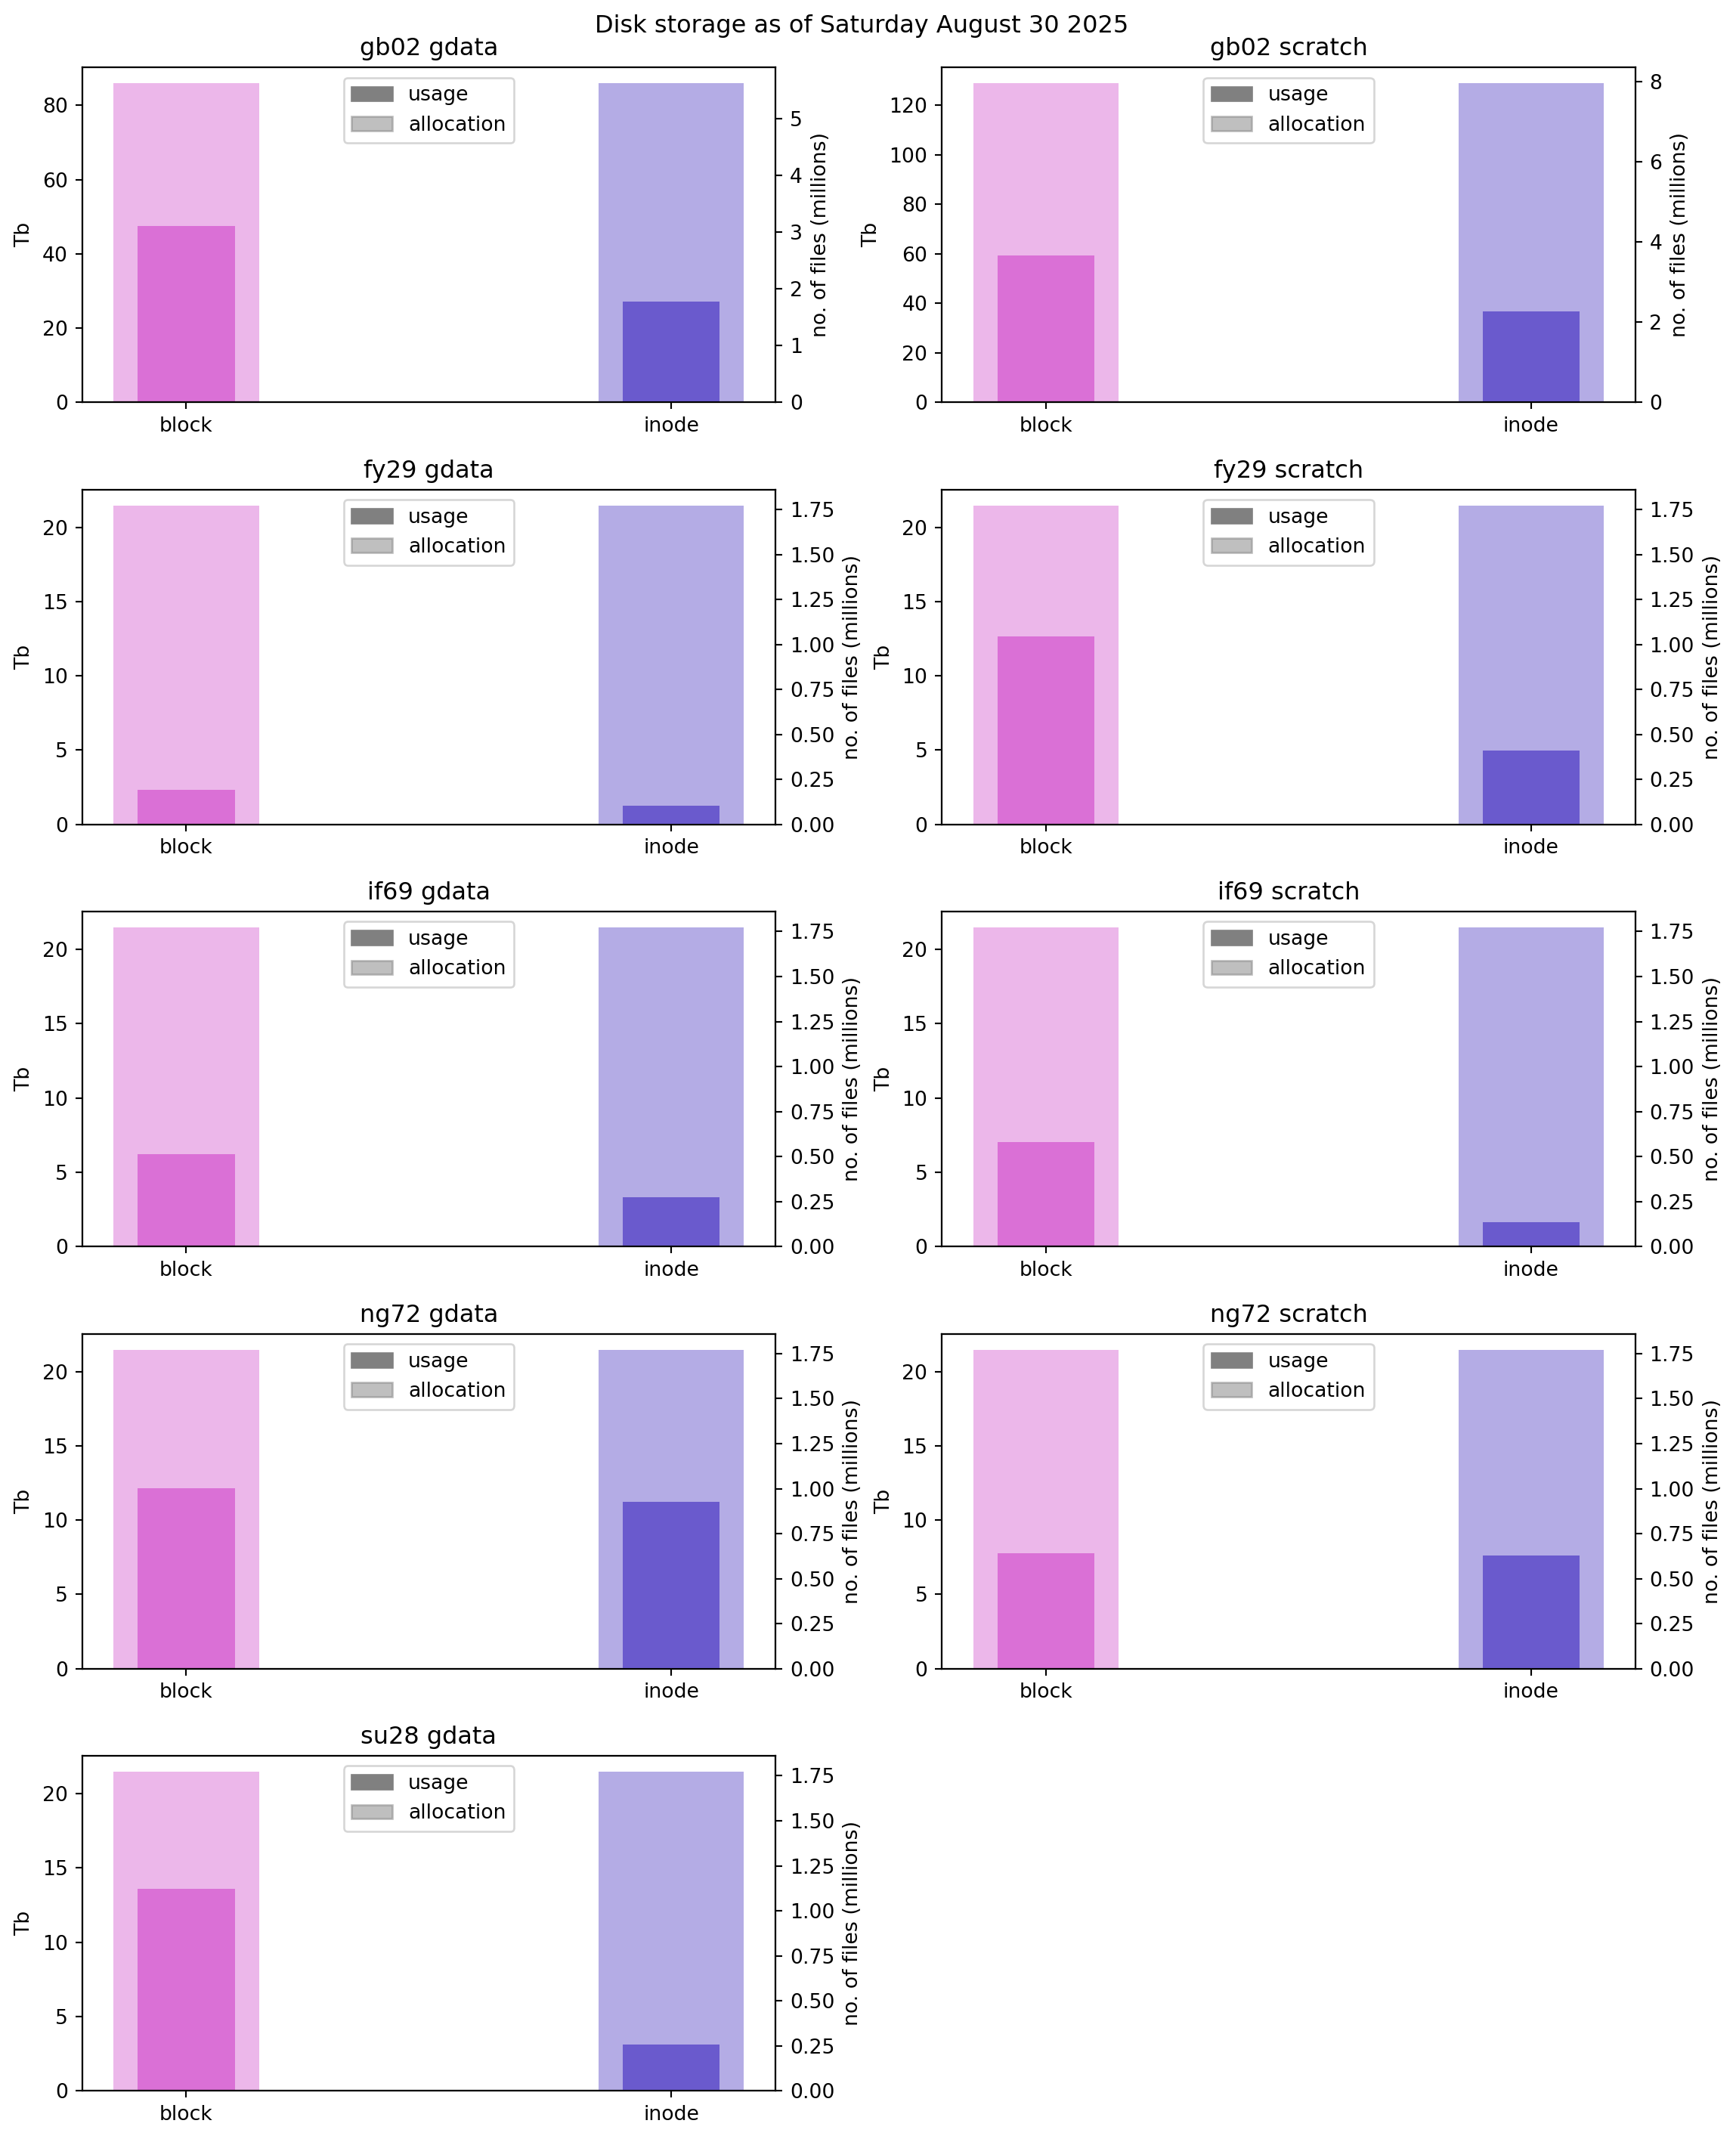 Disk storage as of Saturday August 30 2025
gb02 gdata
usage
allocation
80
60
40
20
0
Tb
5
4
3
2
1
0
no. of files (millions)
block
inode
gb02 scratch
usage
allocation
120
100
80
60
40
20
0
Tb
8
6
4
2
0
no. of files (millions)
block
inode
fy29 gdata
usage
allocation
20
15
10
5
0
Tb
1.75
1.50
1.25
1.00
0.75
0.50
0.25
0.00
no. of files (millions)
block
inode
fy29 scratch
usage
allocation
20
15
10
5
0
Tb
1.75
1.50
1.25
1.00
0.75
0.50
0.25
0.00
no. of files (millions)
block
inode
if69 gdata
usage
allocation
20
15
10
5
0
Tb
1.75
1.50
1.25
1.00
0.75
0.50
0.25
0.00
no. of files (millions)
block
inode
if69 scratch
usage
allocation
20
15
10
5
0
Tb
1.75
1.50
1.25
1.00
0.75
0.50
0.25
0.00
no. of files (millions)
block
inode
ng72 gdata
usage
allocation
20
15
10
5
0
Tb
1.75
1.50
1.25
1.00
0.75
0.50
0.25
0.00
no. of files (millions)
block
inode
ng72 scratch
usage
allocation
20
15
10
5
0
Tb
1.75
1.50
1.25
1.00
0.75
0.50
0.25
0.00
no. of files (millions)
block
inode
su28 gdata
usage
allocation
20
15
10
5
0
Tb
1.75
1.50
1.25
1.00
0.75
0.50
0.25
0.00
no. of files (millions)
block
inode